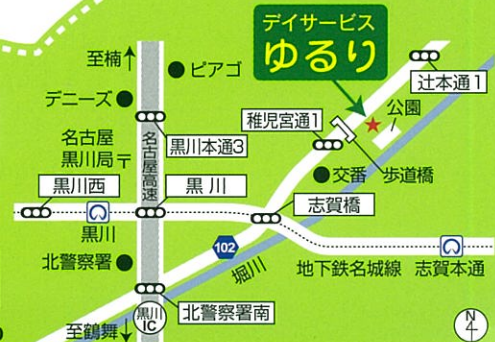 デイサービス
ゆるり
至楠
ピアゴ
辻本通1
デニーズ
公園
稚児宮通1
名古屋
黒川局〒
名古屋高速
黒川本通3
交番
歩道橋
黒川西
黒川
志賀橋
黒川
102
北警察署
堀川
地下鉄名城線
志賀本通
北警察署南
黒川
IC
至鶴舞
N